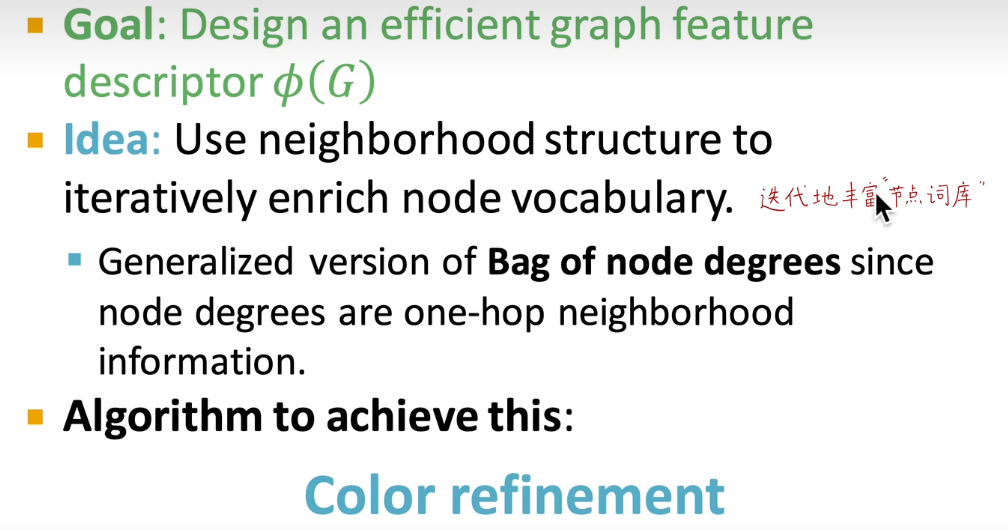 Goal: Design an efficient graph feature
descriptor ϕ(G)
Idea: Use neighborhood structure to
iteratively enrich node vocabulary. 迭代地丰富“节点词库”
Generalized version of Bag of node degrees since
node degrees are one-hop neighborhood
information.
Algorithm to achieve this:
Color refinement